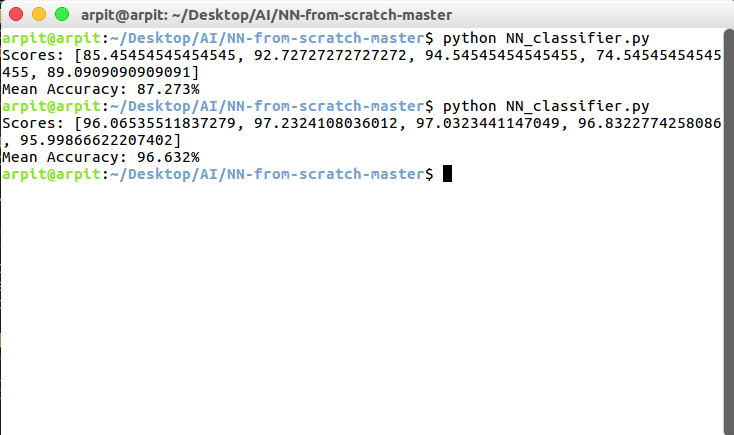 arpit@arpit: ~/Desktop/AI/NN-from-scratch-master
arpit@arpit:~/Desktop/AI/NN-from-scratch-master$ python NN_classifier.py
Scores: [85.45454545454545, 92.72727272727272, 94.54545454545455, 74.54545454545
455, 89.0909090909091]
Mean Accuracy: 87.273%
arpit@arpit:~/Desktop/AI/NN-from-scratch-master$ python NN_classifier.py
Scores: [96.06535511837279, 97.2324108036012, 97.0323441147049, 96.8322774258086
, 95.99866622207402]
Mean Accuracy: 96.632%
arpit@arpit:~/Desktop/AI/NN-from-scratch-master$